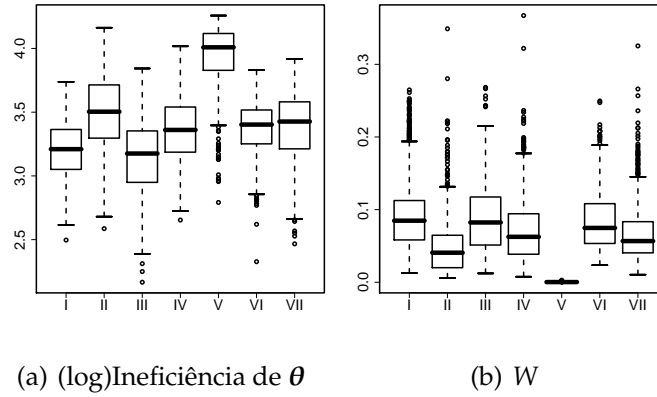 4.0
3.5
3.0
2.5
I II III IV V VI VII
0.3
0.2
0.1
0.0
I II III IV V VI VII
(a) (log)Ineficiência de θ
(b) W